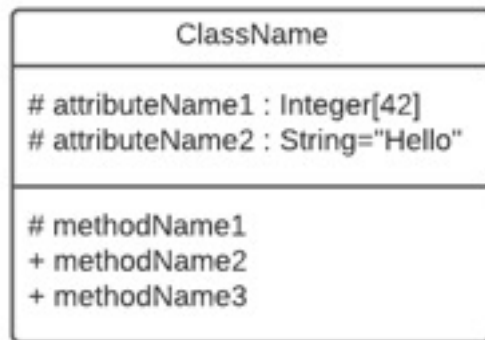 ClassName
# attributeName1 : Integer[42]
# attributeName2 : String="Hello"
# methodName1
+ methodName2
+ methodName3